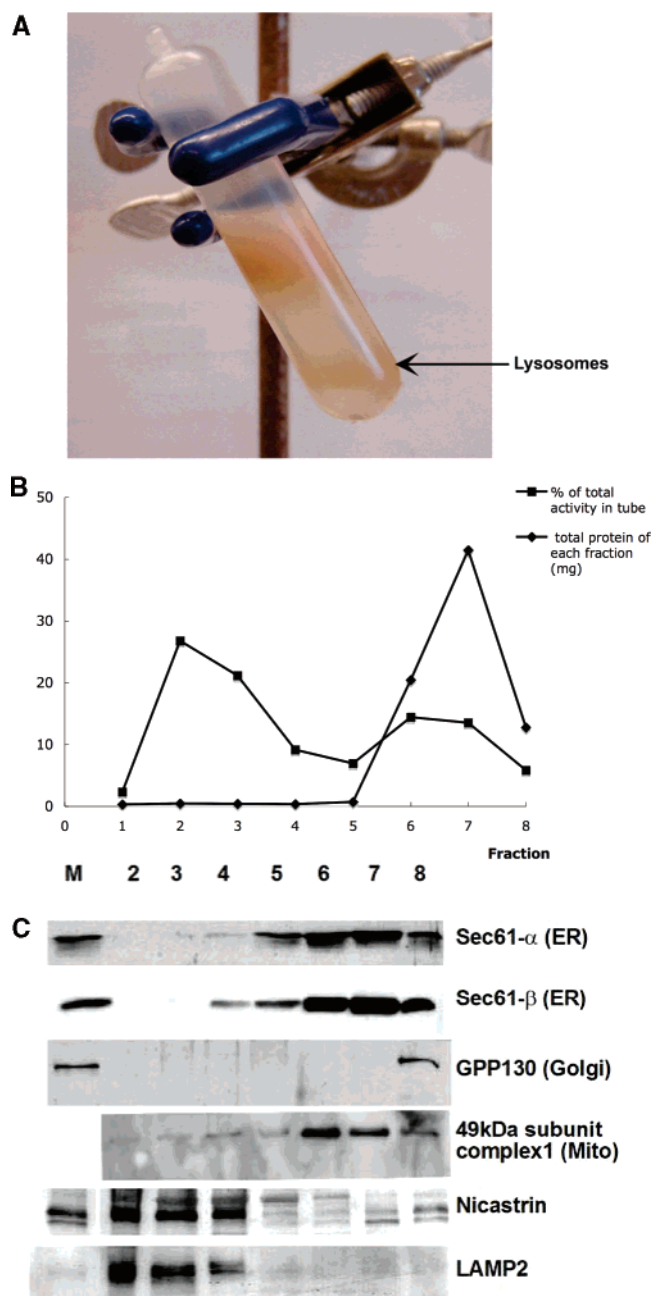 A
Lysosomes
B
50
40
30
20
10
0
0 1 2 3 4 5 6 7 8
Fraction
% of total
activity in tube
total protein of
each fraction
(mg)
M 2 3 4 5 6 7 8
C
Sec61-α (ER)
Sec61-β (ER)
GPP130 (Golgi)
49kDa subunit
complex1 (Mito)
Nicastrin
LAMP2